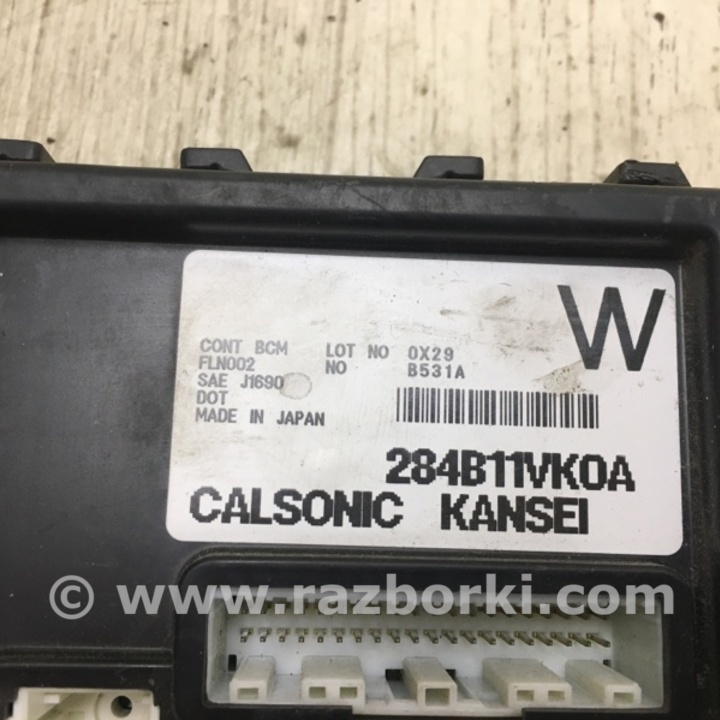 W
CONT BCM LOT NO 0X29
FLN002 NO B531A
SAE J1690
DOT
MADE IN JAPAN
284B11VK0A
CALSONIC KANSEI
© www.razborki.com